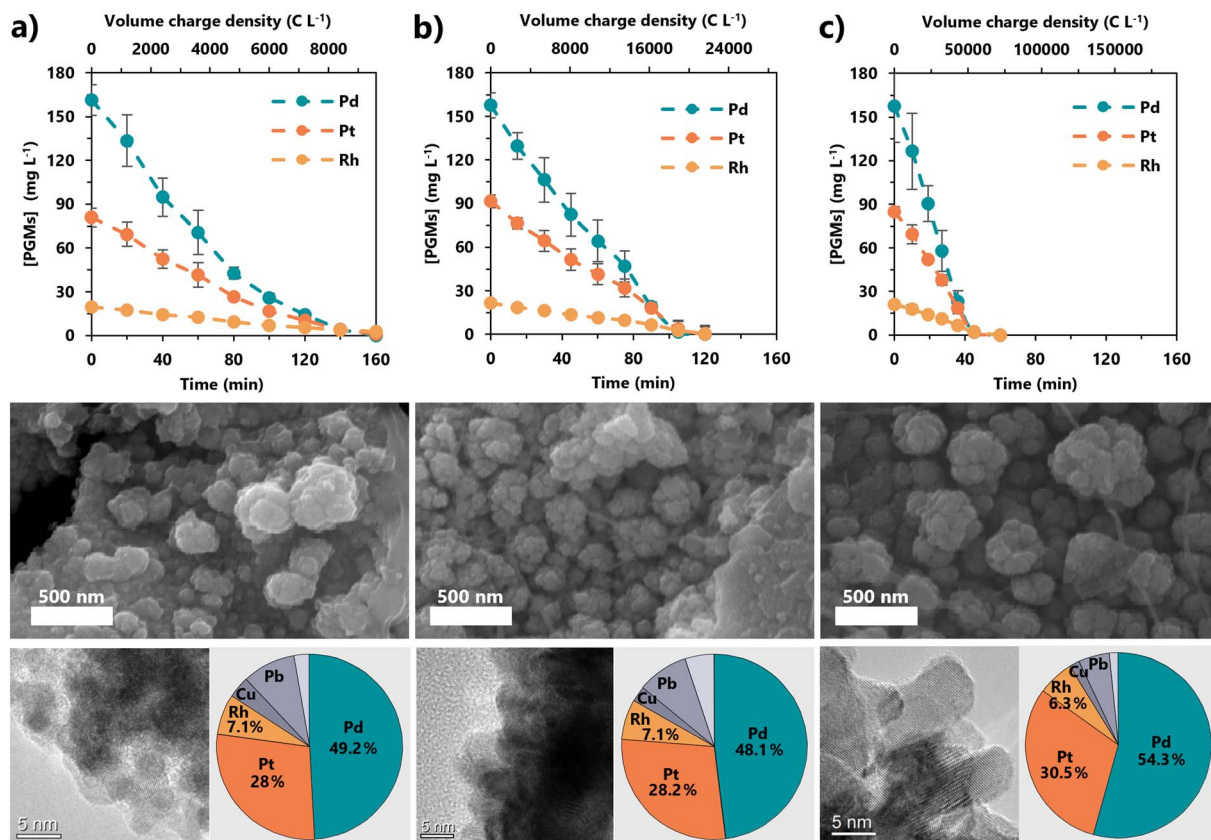 a)
Volume charge density (C L⁻¹)
0 2000 4000 6000 8000
[PGMs] (mg L⁻¹)
180
150
120
90
60
30
0
Pd
Pt
Rh
0 40 80 120 160
Time (min)
b)
Volume charge density (C L⁻¹)
0 8000 16000 24000
[PGMs] (mg L⁻¹)
180
150
120
90
60
30
0
Pd
Pt
Rh
0 40 80 120 160
Time (min)
c)
Volume charge density (C L⁻¹)
0 50000 100000 150000
[PGMs] (mg L⁻¹)
180
150
120
90
60
30
0
Pd
Pt
Rh
0 40 80 120 160
Time (min)
500 nm
500 nm
500 nm
5 nm
Pb
Cu
Rh
7.1%
Pd
49.2%
Pt
28%
5 nm
Pb
Cu
Rh
7.1%
Pd
48.1%
Pt
28.2%
5 nm
Pb
Cu
Rh
6.3%
Pd
54.3%
Pt
30.5%